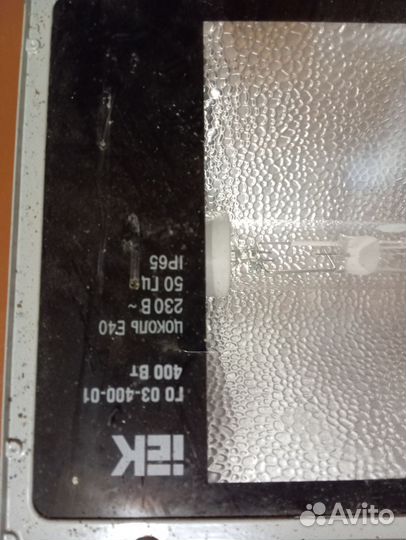 iEK
ГО 03-400-01
400 Вт
ЦОКОЛЬ Е40
230 В ~
50 Гц
IP65
Avito